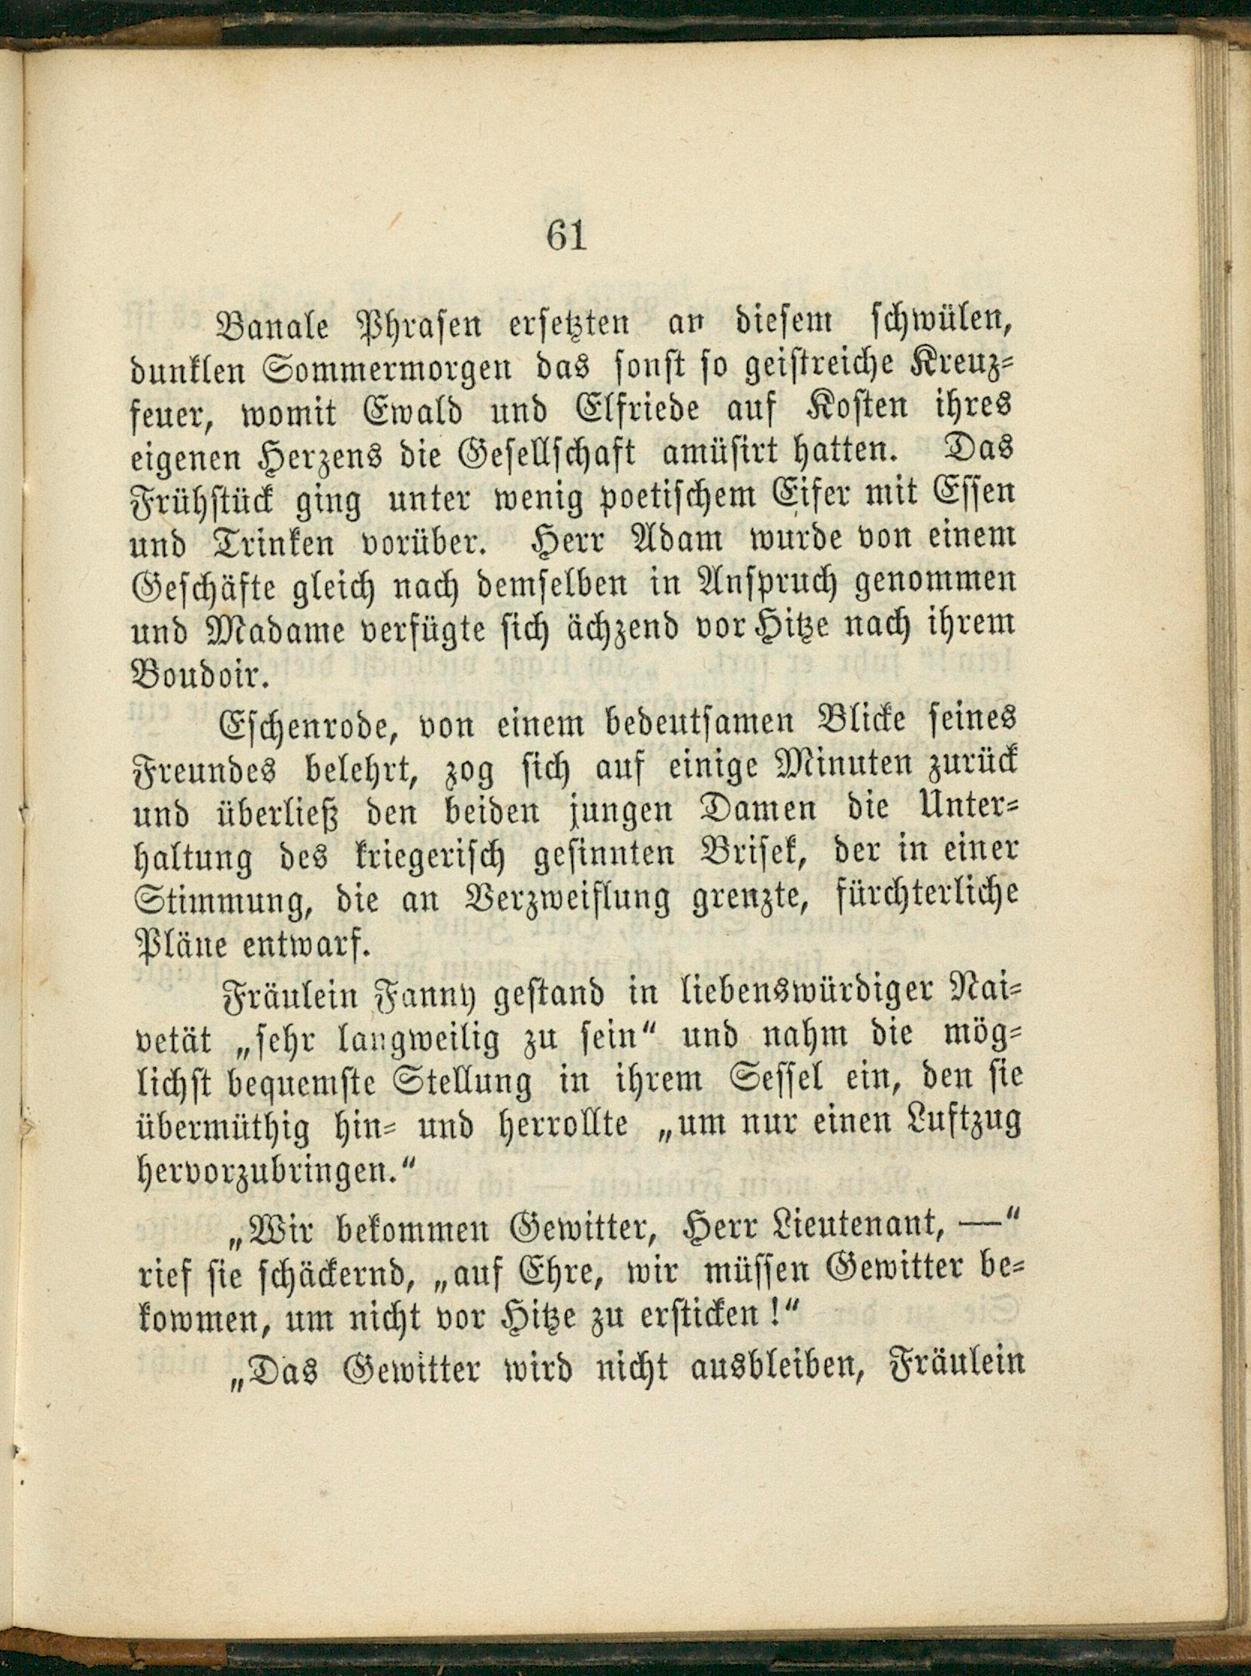 61
Banale Phrasen ersetzten an diesem schwülen,
dunklen Sommermorgen das sonst so geistreiche Kreuz-
feuer, womit Ewald und Elfriede auf Kosten ihres
eigenen Herzens die Gesellschaft amüsirt hatten. Das
Frühstück ging unter wenig poetischem Eifer mit Essen
und Trinken vorüber. Herr Adam wurde von einem
Geschäfte gleich nach demselben in Anspruch genommen
und Madame verfügte sich ächzend vor Hitze nach ihrem
Boudoir.
Eschenrode, von einem bedeutsamen Blicke seines
Freundes belehrt, zog sich auf einige Minuten zurück
und überließ den beiden jungen Damen die Unter-
haltung des kriegerisch gesinnten Brisek, der in einer
Stimmung, die an Verzweiflung grenzte, fürchterliche
Pläne entwarf.
Fräulein Fanny gestand in liebenswürdiger Nai-
vetät „sehr langweilig zu sein“ und nahm die mög-
lichst bequemste Stellung in ihrem Sessel ein, den sie
übermüthig hin- und herrollte „um nur einen Luftzug
hervorzubringen.“
„Wir bekommen Gewitter, Herr Lieutenant, —“
rief sie schäckernd, „auf Ehre, wir müssen Gewitter be-
kowmen, um nicht vor Hitze zu ersticken!“
„Das Gewitter wird nicht ausbleiben, Fräulein